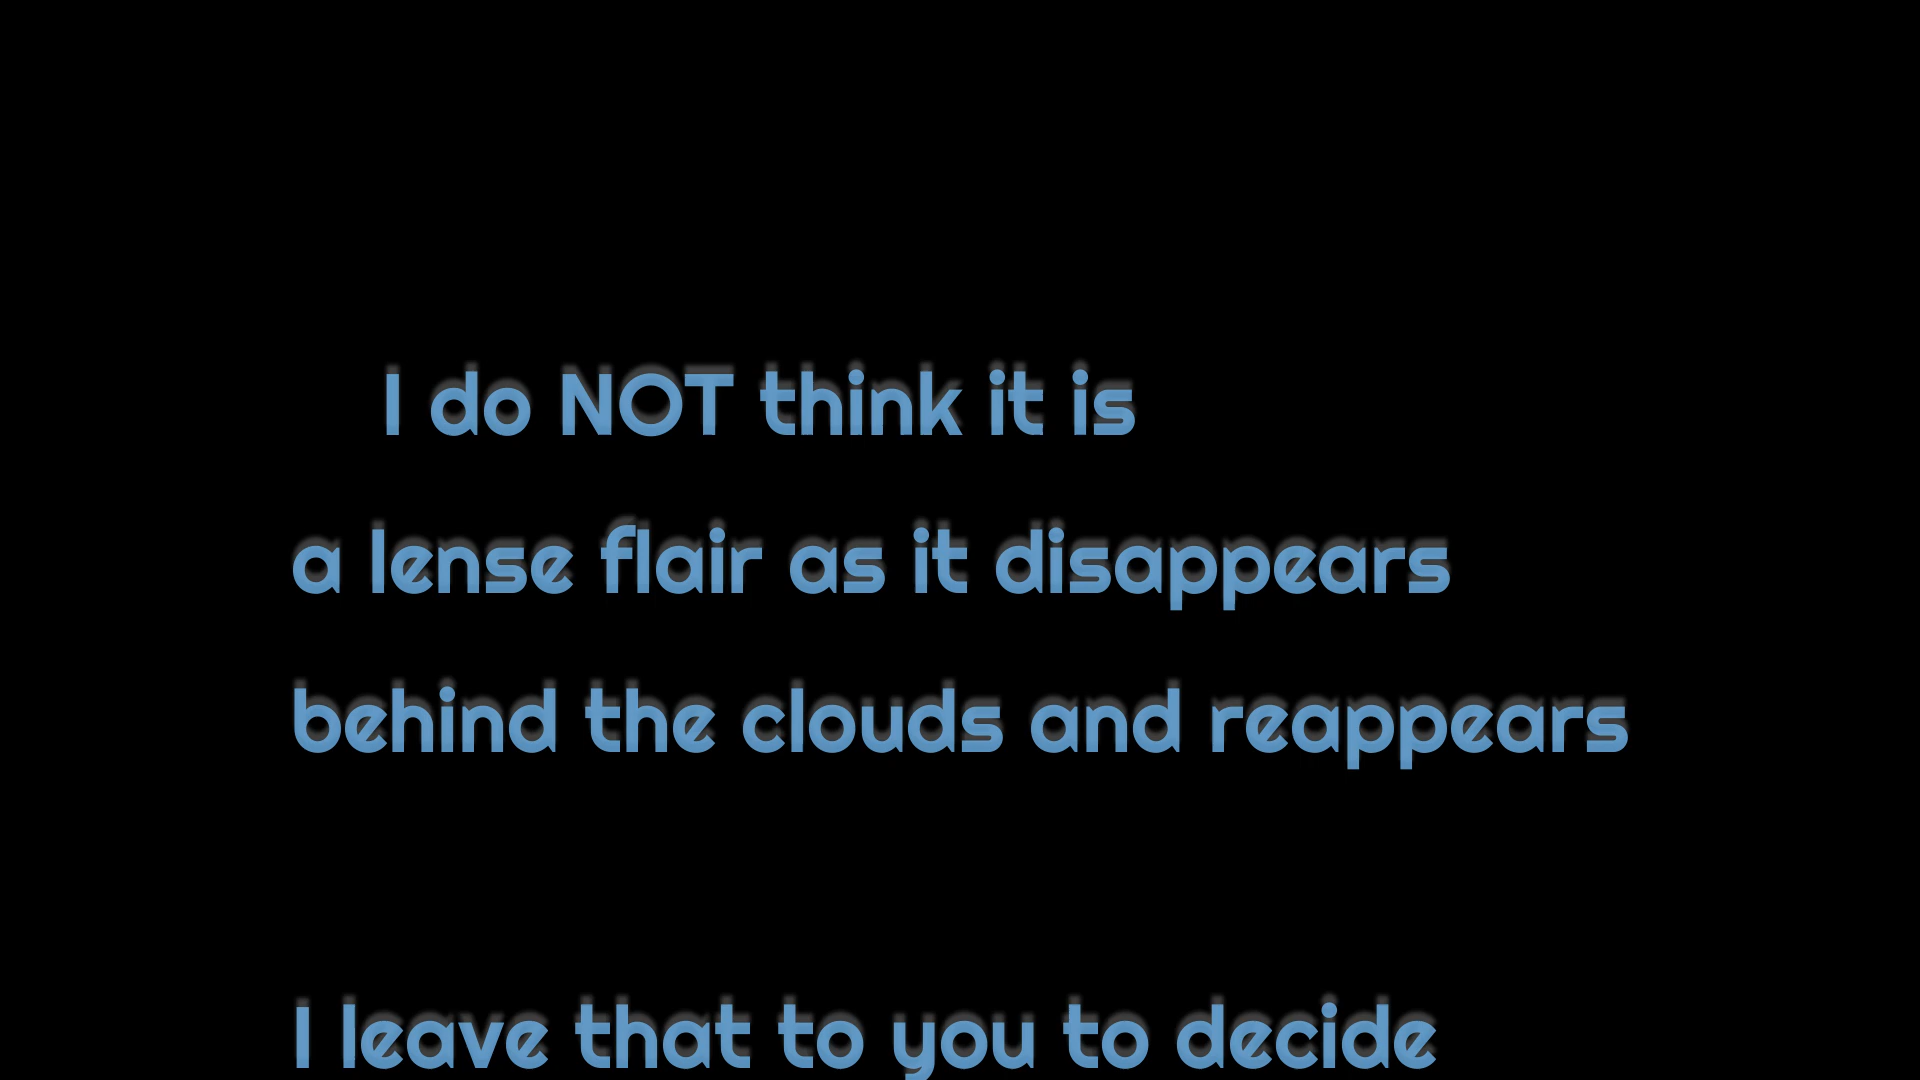 I do NOT think it is
a lense flair as it disappears
behind the clouds and reappears
I leave that to you to decide